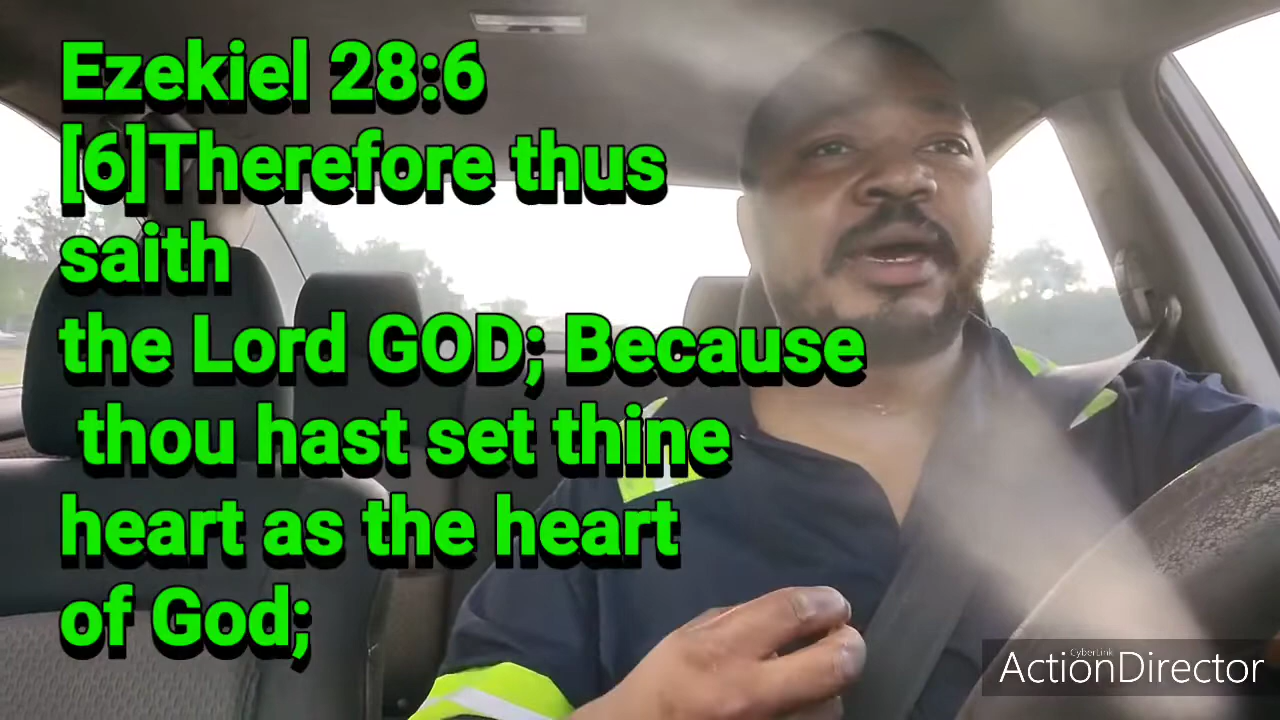 Ezekiel 28:6
[6]Therefore thus
saith
the Lord GOD; Because
thou hast set thine
heart as the heart
of God;
CyberLink
ActionDirector